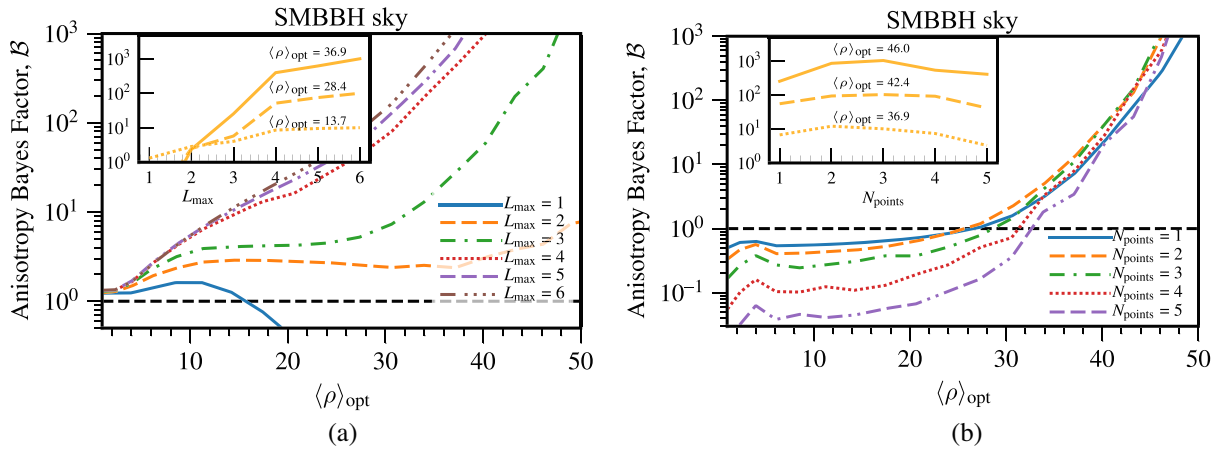 SMBBH sky
Anisotropy Bayes Factor, ℬ
10³
10²
10¹
10⁰
10³
10²
10¹
10⁰
⟨ρ⟩opt = 36.9
⟨ρ⟩opt = 28.4
⟨ρ⟩opt = 13.7
1 2 3 4 5 6
Lmax
Lmax = 1
Lmax = 2
Lmax = 3
Lmax = 4
Lmax = 5
Lmax = 6
10 20 30 40 50
⟨ρ⟩opt
(a)
SMBBH sky
Anisotropy Bayes Factor, ℬ
10³
10²
10¹
10⁰
10⁻¹
10³
10²
10¹
10⁰
⟨ρ⟩opt = 46.0
⟨ρ⟩opt = 42.4
⟨ρ⟩opt = 36.9
1 2 3 4 5
Npoints
Npoints = 1
Npoints = 2
Npoints = 3
Npoints = 4
Npoints = 5
10 20 30 40 50
⟨ρ⟩opt
(b)